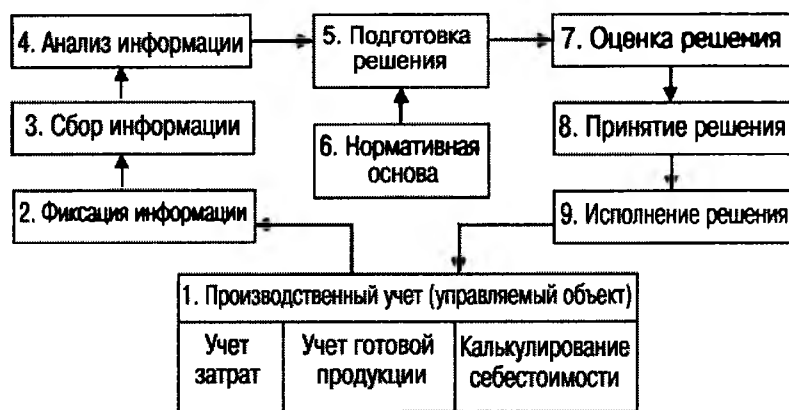 4. Анализ информации
5. Подготовка
решения
7. Оценка решения
3. Сбор информации
6. Нормативная
основа
8. Принятие решения
2. Фиксация информации
9. Исполнение решения
1. Производственный учет (управляемый объект)
Учет
затрат
Учет готовой
продукции
Калькулирование
себестоимости